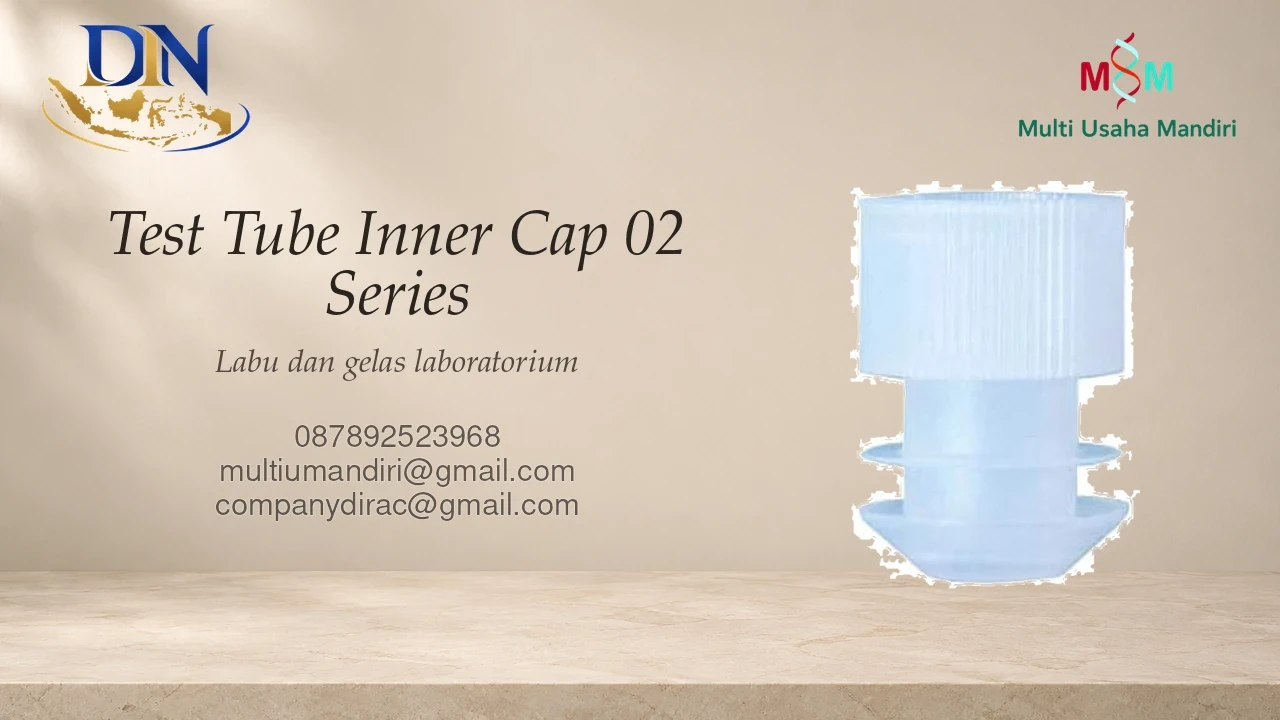 DN
M M
Multi Usaha Mandiri
Test Tube Inner Cap 02
Series
Labu dan gelas laboratorium
087892523968
multiumandiri@gmail.com
companydirac@gmail.com